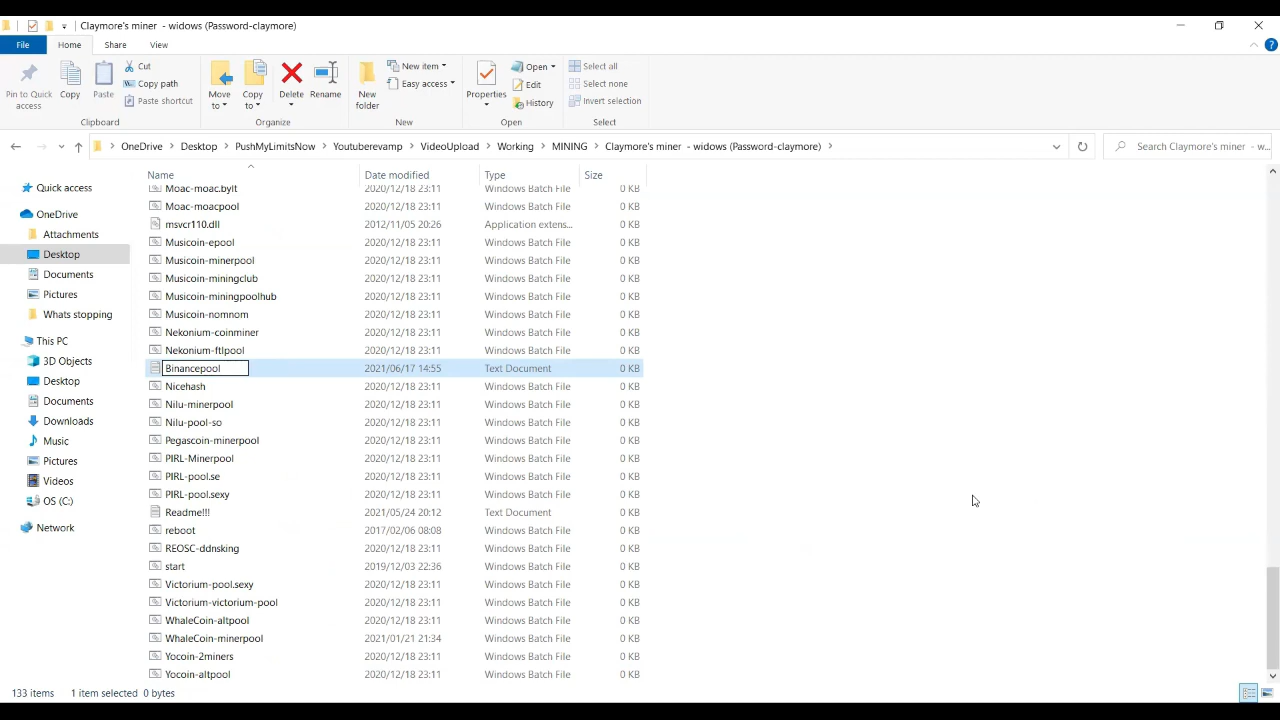 Claymore's miner - widows (Password-claymore)
File Home Share View
Pin to Quick access
Copy
Paste
Cut
Copy path
Paste shortcut
Clipboard
Move to
Copy to
Delete
Rename
Organize
New folder
New item
Easy access
New
Properties
Open
Edit
History
Open
Select all
Select none
Invert selection
Select
OneDrive > Desktop > PushMyLimitsNow > Youtuberevamp > VideoUpload > Working > MINING > Claymore's miner - widows (Password-claymore) >
Search Claymore's miner - w...
Quick access
OneDrive
Attachments
Desktop
Documents
Pictures
Whats stopping
This PC
3D Objects
Desktop
Documents
Downloads
Music
Pictures
Videos
OS (C:)
Network
Name Date modified Type Size
Moac-moac.bylt 2020/12/18 23:11 Windows Batch File 0 KB
Moac-moacpool 2020/12/18 23:11 Windows Batch File 0 KB
msvcr110.dll 2012/11/05 20:26 Application extens... 0 KB
Musicoin-epool 2020/12/18 23:11 Windows Batch File 0 KB
Musicoin-minerpool 2020/12/18 23:11 Windows Batch File 0 KB
Musicoin-miningclub 2020/12/18 23:11 Windows Batch File 0 KB
Musicoin-miningpoolhub 2020/12/18 23:11 Windows Batch File 0 KB
Musicoin-nomnom 2020/12/18 23:11 Windows Batch File 0 KB
Nekonium-coinminer 2020/12/18 23:11 Windows Batch File 0 KB
Nekonium-ftlpool 2020/12/18 23:11 Windows Batch File 0 KB
Binancepool 2021/06/17 14:55 Text Document 0 KB
Nicehash 2020/12/18 23:11 Windows Batch File 0 KB
Nilu-minerpool 2020/12/18 23:11 Windows Batch File 0 KB
Nilu-pool-so 2020/12/18 23:11 Windows Batch File 0 KB
Pegascoin-minerpool 2020/12/18 23:11 Windows Batch File 0 KB
PIRL-Minerpool 2020/12/18 23:11 Windows Batch File 0 KB
PIRL-pool.se 2020/12/18 23:11 Windows Batch File 0 KB
PIRL-pool.sexy 2020/12/18 23:11 Windows Batch File 0 KB
Readme!!! 2021/05/24 20:12 Text Document 0 KB
reboot 2017/02/06 08:08 Windows Batch File 0 KB
REOSC-ddnsking 2020/12/18 23:11 Windows Batch File 0 KB
start 2019/12/03 22:36 Windows Batch File 0 KB
Victorium-pool.sexy 2020/12/18 23:11 Windows Batch File 0 KB
Victorium-victorium-pool 2020/12/18 23:11 Windows Batch File 0 KB
WhaleCoin-altpool 2020/12/18 23:11 Windows Batch File 0 KB
WhaleCoin-minerpool 2021/01/21 21:34 Windows Batch File 0 KB
Yocoin-2miners 2020/12/18 23:11 Windows Batch File 0 KB
Yocoin-altpool 2020/12/18 23:11 Windows Batch File 0 KB
133 items 1 item selected 0 bytes